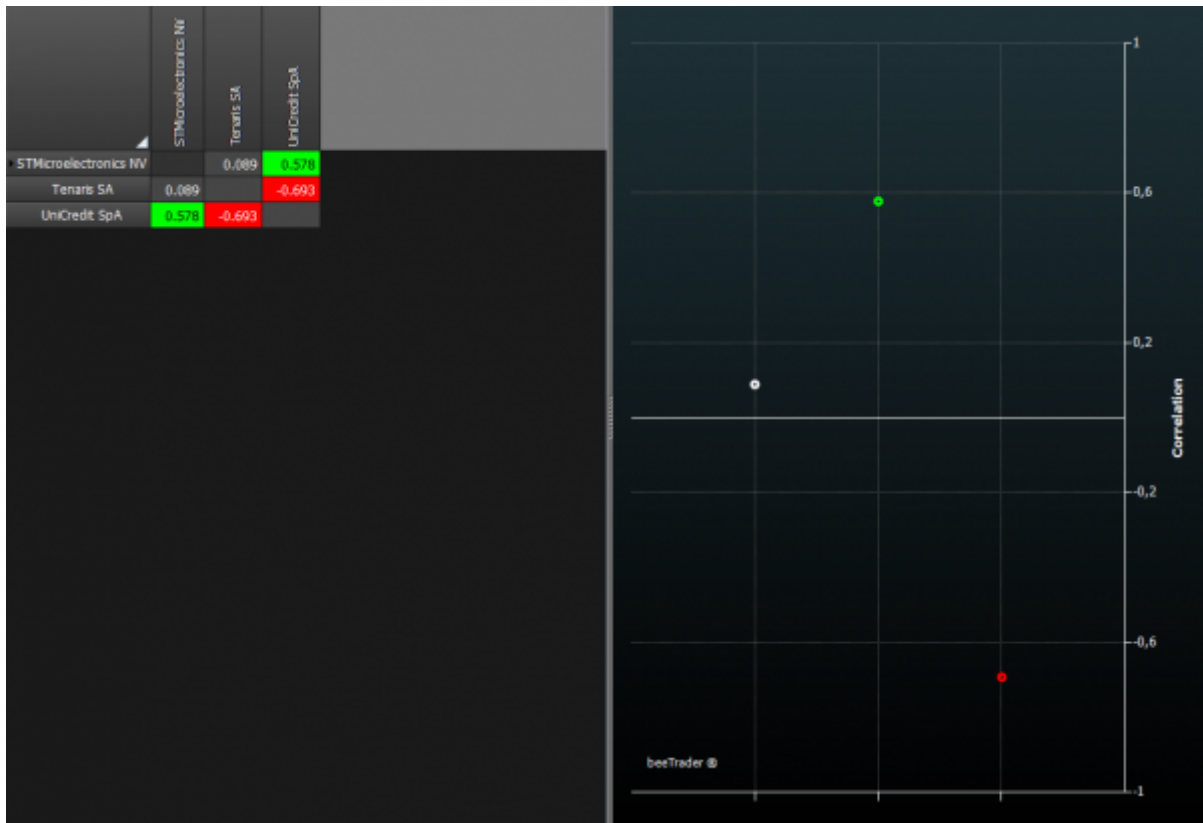 STMicroelectronics NV
Tenaris SA
UniCredit SpA
STMicroelectronics NV 0.089 0.578
Tenaris SA 0.089 -0.693
UniCredit SpA 0.578 -0.693
1
0,6
0,2
-0,2
-0,6
-1
Correlation
beeTrader ®